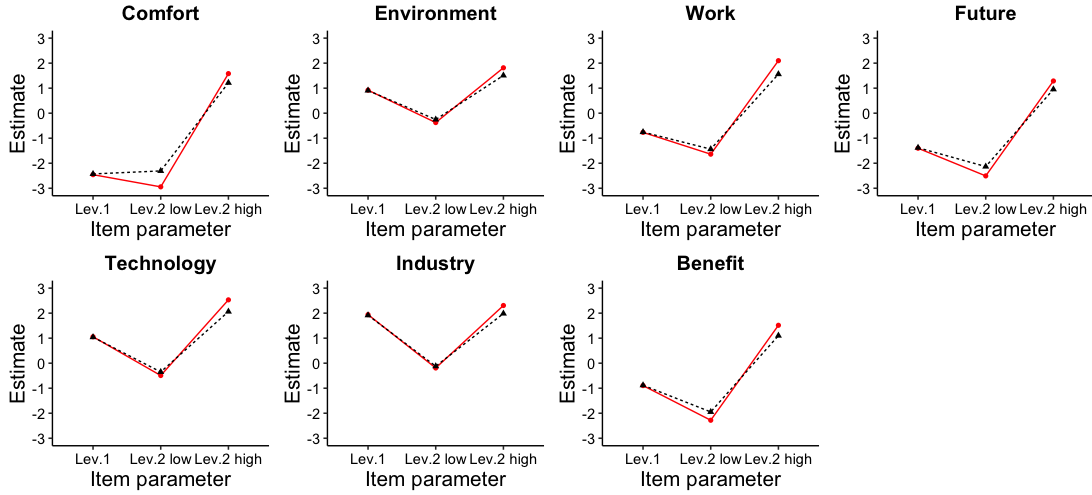 Comfort
Estimate
3
2
1
0
-1
-2
-3
Lev.1 Lev.2 low Lev.2 high
Item parameter
Environment
Estimate
3
2
1
0
-1
-2
-3
Lev.1 Lev.2 low Lev.2 high
Item parameter
Work
Estimate
3
2
1
0
-1
-2
-3
Lev.1 Lev.2 low Lev.2 high
Item parameter
Future
Estimate
3
2
1
0
-1
-2
-3
Lev.1 Lev.2 low Lev.2 high
Item parameter
Technology
Estimate
3
2
1
0
-1
-2
-3
Lev.1 Lev.2 low Lev.2 high
Item parameter
Industry
Estimate
3
2
1
0
-1
-2
-3
Lev.1 Lev.2 low Lev.2 high
Item parameter
Benefit
Estimate
3
2
1
0
-1
-2
-3
Lev.1 Lev.2 low Lev.2 high
Item parameter